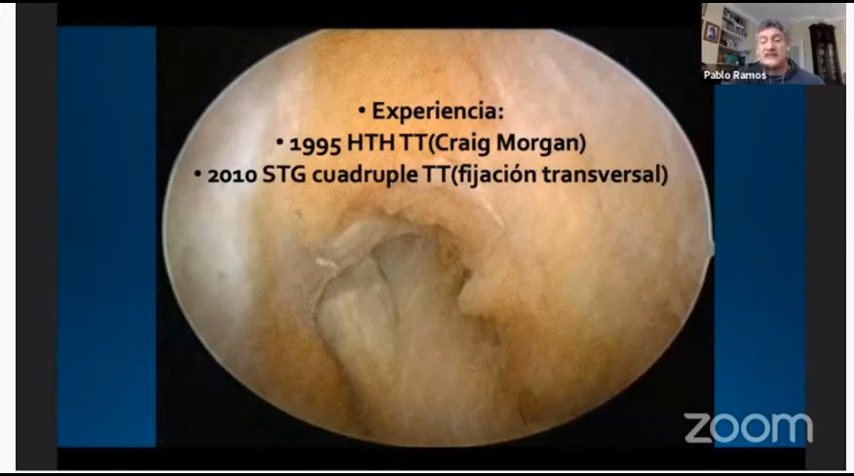 Pablo Ramos
• Experiencia:
• 1995 HTH TT(Craig Morgan)
• 2010 STG cuadruple TT(fijación transversal)
zoom